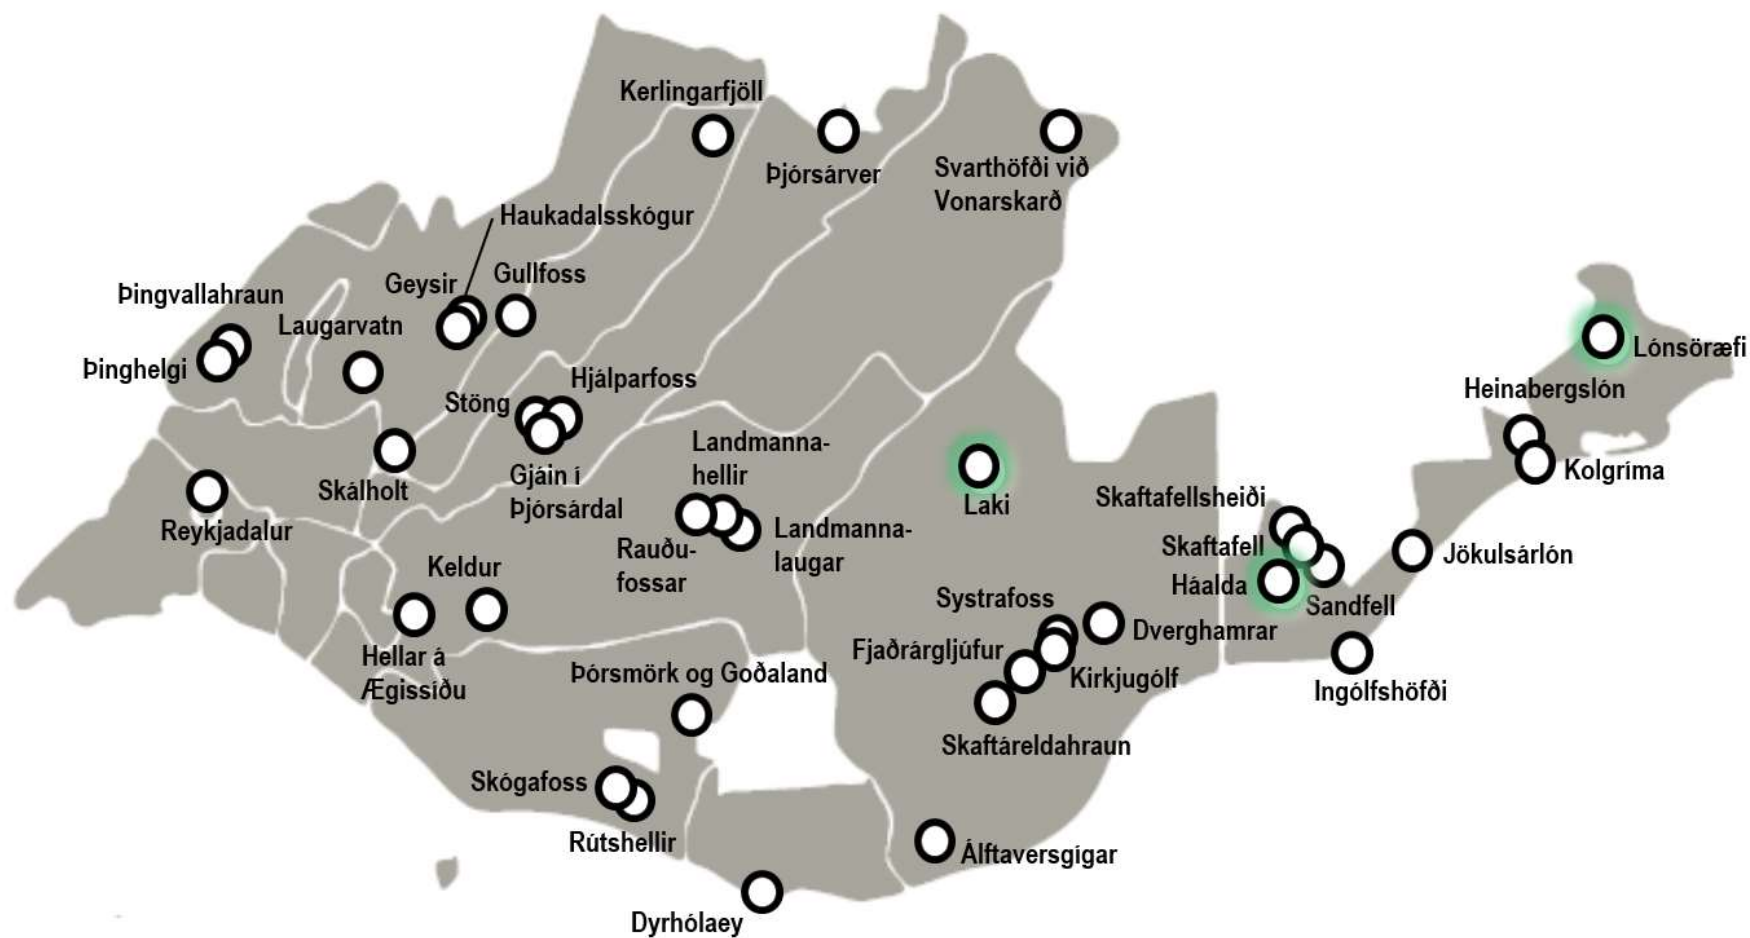 Kerlingarfjöll
Þjórsárver
Svarthöfði við
Vonarskarð
Haukadalsskógur
Geysir
Gullfoss
Þingvallahraun
Laugarvatn
Þinghelgi
Hjálparfoss
Stöng
Gjáin í
Þjórsárdal
Skálholt
Reykjadalur
Landmanna-
hellir
Landmanna-
laugar
Rauðu-
fossar
Keldur
Hellar á
Ægissíðu
Þórsmörk og Goðaland
Skógafoss
Rútshellir
Dyrhólaey
Laki
Systrafoss
Dverghamrar
Fjaðrárgljúfur
Kirkjugólf
Skaftáreldahraun
Álftaversgígar
Skaftafellsheiði
Skaftafell
Háalda
Sandfell
Ingólfshöfði
Jökulsárlón
Lónsöræfi
Heinabergslón
Kolgríma